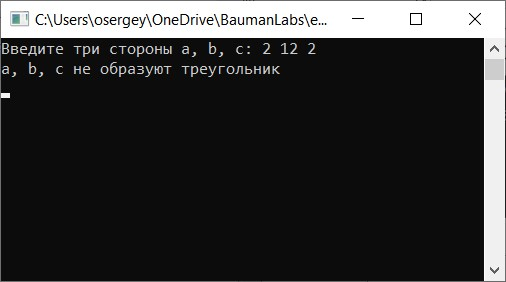 C:\Users\osergey\OneDrive\BaumanLabs\e...
Введите три стороны a, b, c: 2 12 2
a, b, c не образуют треугольник